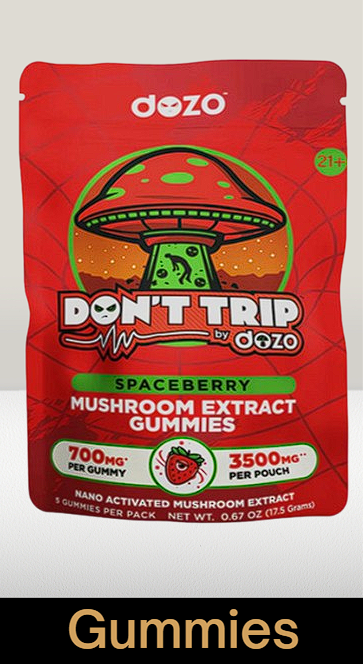 dozo™
21+
DON'T TRIP
by dozo
SPACEBERRY
MUSHROOM EXTRACT
GUMMIES
700MG*
PER GUMMY
3500MG**
PER POUCH
NANO ACTIVATED MUSHROOM EXTRACT
5 GUMMIES PER PACK NET WT. 0.67 OZ (17.5 Grams)
Gummies